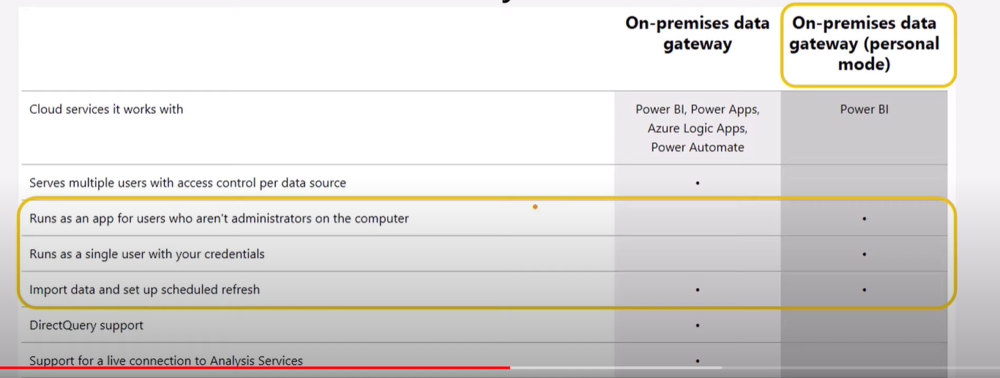 On-premises data
gateway
On-premises data
gateway (personal
mode)
Cloud services it works with
Power BI, Power Apps,
Azure Logic Apps,
Power Automate
Power BI
Serves multiple users with access control per data source
•
Runs as an app for users who aren't administrators on the computer
•
Runs as a single user with your credentials
•
Import data and set up scheduled refresh
• •
DirectQuery support
•
Support for a live connection to Analysis Services
•